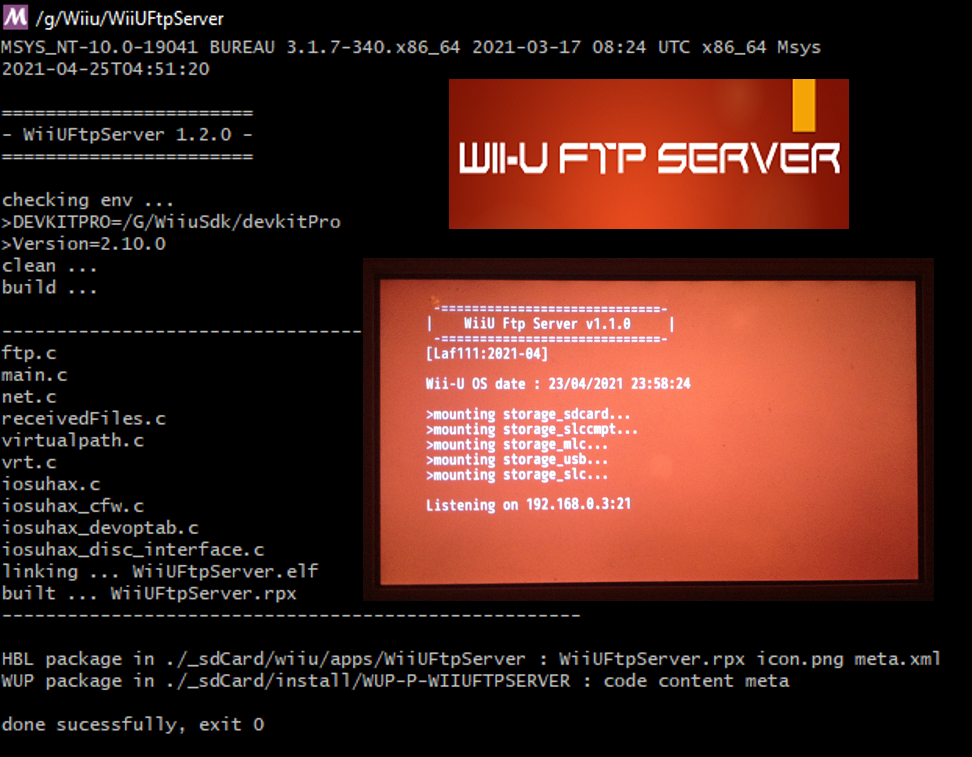 M /g/Wiiu/WiiUFtpServer
MSYS_NT-10.0-19041 BUREAU 3.1.7-340.x86_64 2021-03-17 08:24 UTC x86_64 Msys
2021-04-25T04:51:20
=======================
- WiiUFtpServer 1.2.0 -
=======================
checking env ...
>DEVKITPRO=/G/WiiuSdk/devkitPro
>Version=2.10.0
clean ...
build ...
---------------------------------
ftp.c
main.c
net.c
receivedFiles.c
virtualpath.c
vrt.c
iosuhax.c
iosuhax_cfw.c
iosuhax_devoptab.c
iosuhax_disc_interface.c
linking ... WiiUFtpServer.elf
built ... WiiUFtpServer.rpx
-----------------------------------------------------
HBL package in ./_sdCard/wiiu/apps/WiiUFtpServer : WiiUFtpServer.rpx icon.png meta.xml
WUP package in ./_sdCard/install/WUP-P-WIIUFTPSERVER : code content meta
done sucessfully, exit 0
WII-U FTP SERVER
-=============================-
| WiiU Ftp Server v1.1.0 |
-=============================-
[Laf111:2021-04]
Wii-U OS date : 23/04/2021 23:58:24
>mounting storage_sdcard...
>mounting storage_slccmpt...
>mounting storage_mlc...
>mounting storage_usb...
>mounting storage_slc...
Listening on 192.168.0.3:21